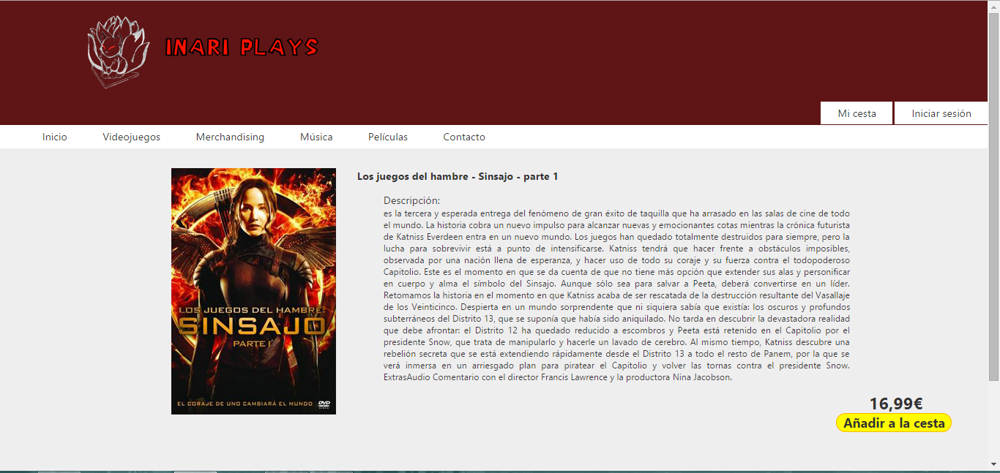 INARI PLAYS
Mi cesta
Iniciar sesión
Inicio
Videojuegos
Merchandising
Música
Películas
Contacto
Los juegos del hambre - Sinsajo - parte 1
Descripción:
es la tercera y esperada entrega del fenómeno de gran éxito de taquilla que ha arrasado en las salas de cine de todo
el mundo. La historia cobra un nuevo impulso para alcanzar nuevas y emocionantes cotas mientras la crónica futurista
de Katniss Everdeen entra en un nuevo mundo. Los juegos han quedado totalmente destruidos para siempre, pero la
lucha para sobrevivir está a punto de intensificarse. Katniss tendrá que hacer frente a obstáculos imposibles,
observada por una nación llena de esperanza, y hacer uso de todo su coraje y su fuerza contra el todopoderoso
Capitolio. Este es el momento en que se da cuenta de que no tiene más opción que extender sus alas y personificar
en cuerpo y alma el símbolo del Sinsajo. Aunque sólo sea para salvar a Peeta, deberá convertirse en un líder.
Retomamos la historia en el momento en que Katniss acaba de ser rescatada de la destrucción resultante del Vasallaje
de los Veinticinco. Despierta en un mundo sorprendente que ni siquiera sabía que existía: los oscuros y profundos
subterráneos del Distrito 13, que se suponía que había sido aniquilado. No tarda en descubrir la devastadora realidad
que debe afrontar: el Distrito 12 ha quedado reducido a escombros y Peeta está retenido en el Capitolio por el
presidente Snow, que trata de manipularlo y hacerle un lavado de cerebro. Al mismo tiempo, Katniss descubre una
rebelión secreta que se está extendiendo rápidamente desde el Distrito 13 a todo el resto de Panem, por la que se
verá inmersa en un arriesgado plan para piratear el Capitolio y volver las tornas contra el presidente Snow.
ExtrasAudio Comentario con el director Francis Lawrence y la productora Nina Jacobson.
LOS JUEGOS DEL HAMBRE:
SINSAJO
PARTE 1
EL CORAJE DE UNO CAMBIARÁ EL MUNDO
DVD
VIDEO
16,99€
Añadir a la cesta